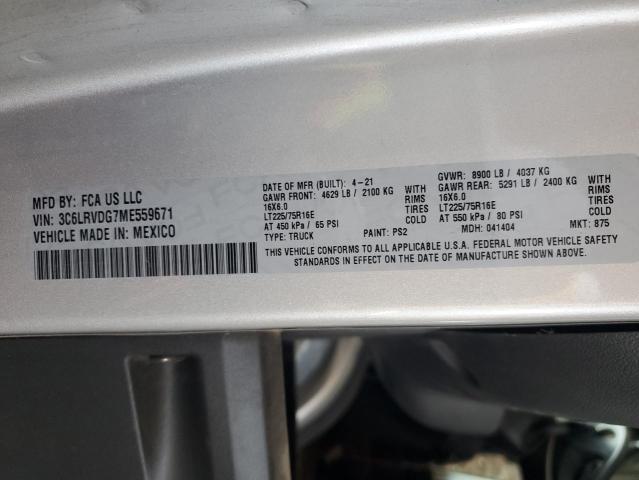 MFD BY: FCA US LLC
VIN: 3C6LRVDG7ME559671
VEHICLE MADE IN: MEXICO
DATE OF MFR (BUILT): 4-21
GAWR FRONT: 4629 LB / 2100 KG WITH
16X6.0 TIRES
LT225/75R16E COLD
AT 450 kPa / 65 PSI
TYPE: TRUCK PAINT: PS2
GVWR: 8900 LB / 4037 KG
GAWR REAR: 5291 LB / 2400 KG WITH
16X6.0 TIRES
LT225/75R16E COLD
AT 550 kPa / 80 PSI
MDH: 041404 MKT: 875
THIS VEHICLE CONFORMS TO ALL APPLICABLE U.S.A. FEDERAL MOTOR VEHICLE SAFETY
STANDARDS IN EFFECT ON THE DATE OF MANUFACTURE SHOWN ABOVE.